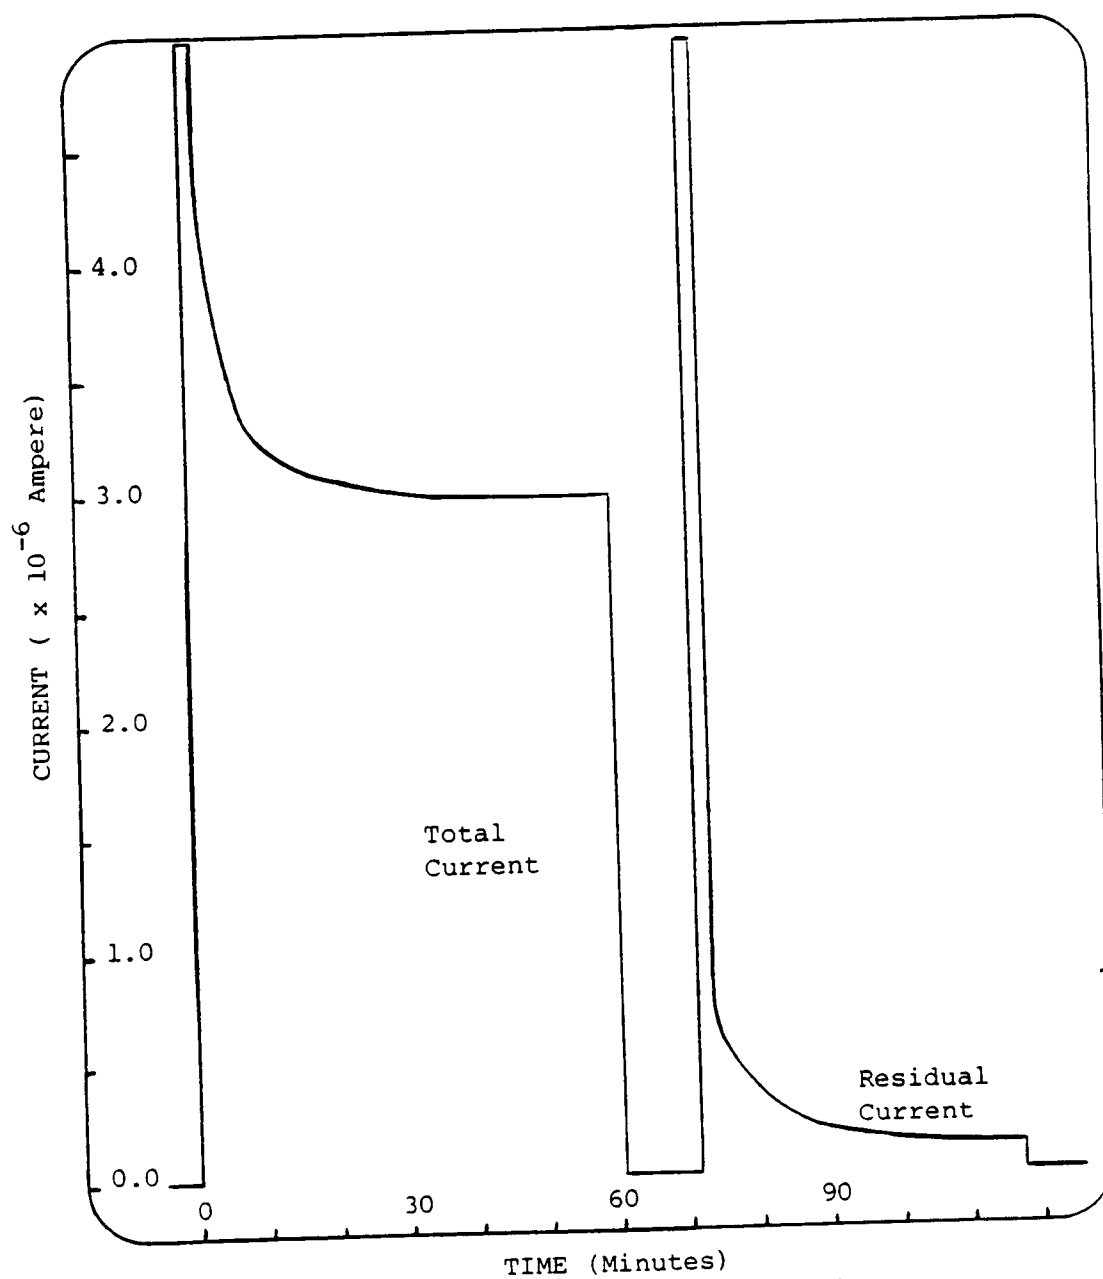 4.0
3.0
2.0
1.0
0.0
CURRENT ( x 10⁻⁶ Ampere)
Total
Current
Residual
Current
0 30 60 90
TIME (Minutes)